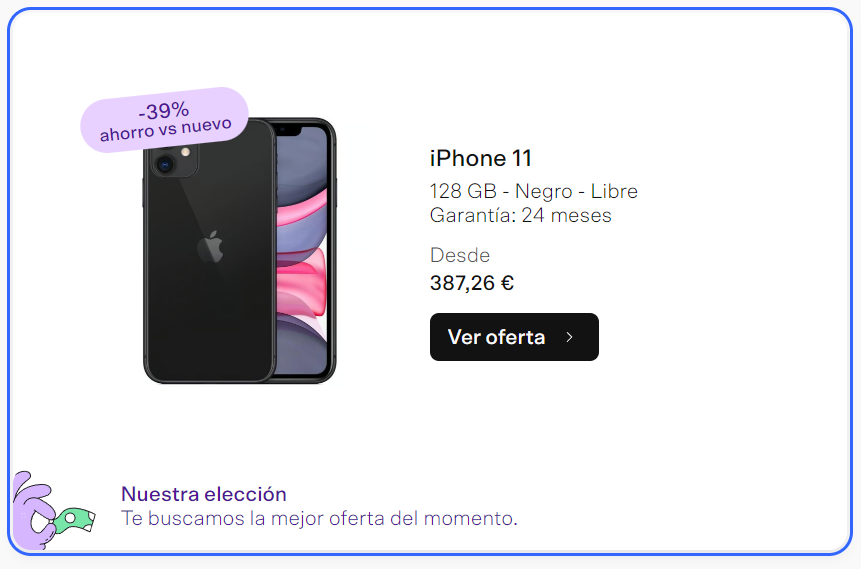 -39%
ahorro vs nuevo
iPhone 11
128 GB - Negro - Libre
Garantía: 24 meses
Desde
387,26 €
Ver oferta
Nuestra elección
Te buscamos la mejor oferta del momento.